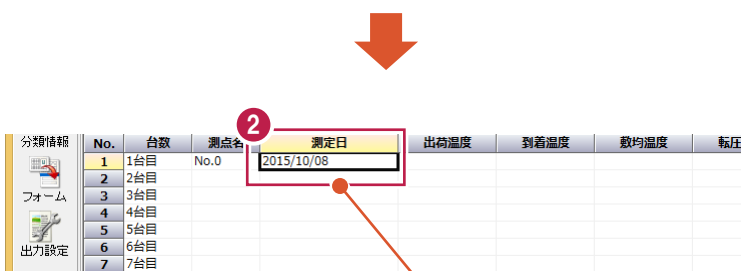 2
分類情報
No. 台数 測点名 測定日 出荷温度 到着温度 敷均温度 転圧
1 1台目 No.0 2015/10/08
2 2台目
フォーム
3 3台目
4 4台目
5 5台目
出力設定
6 6台目
7 7台目